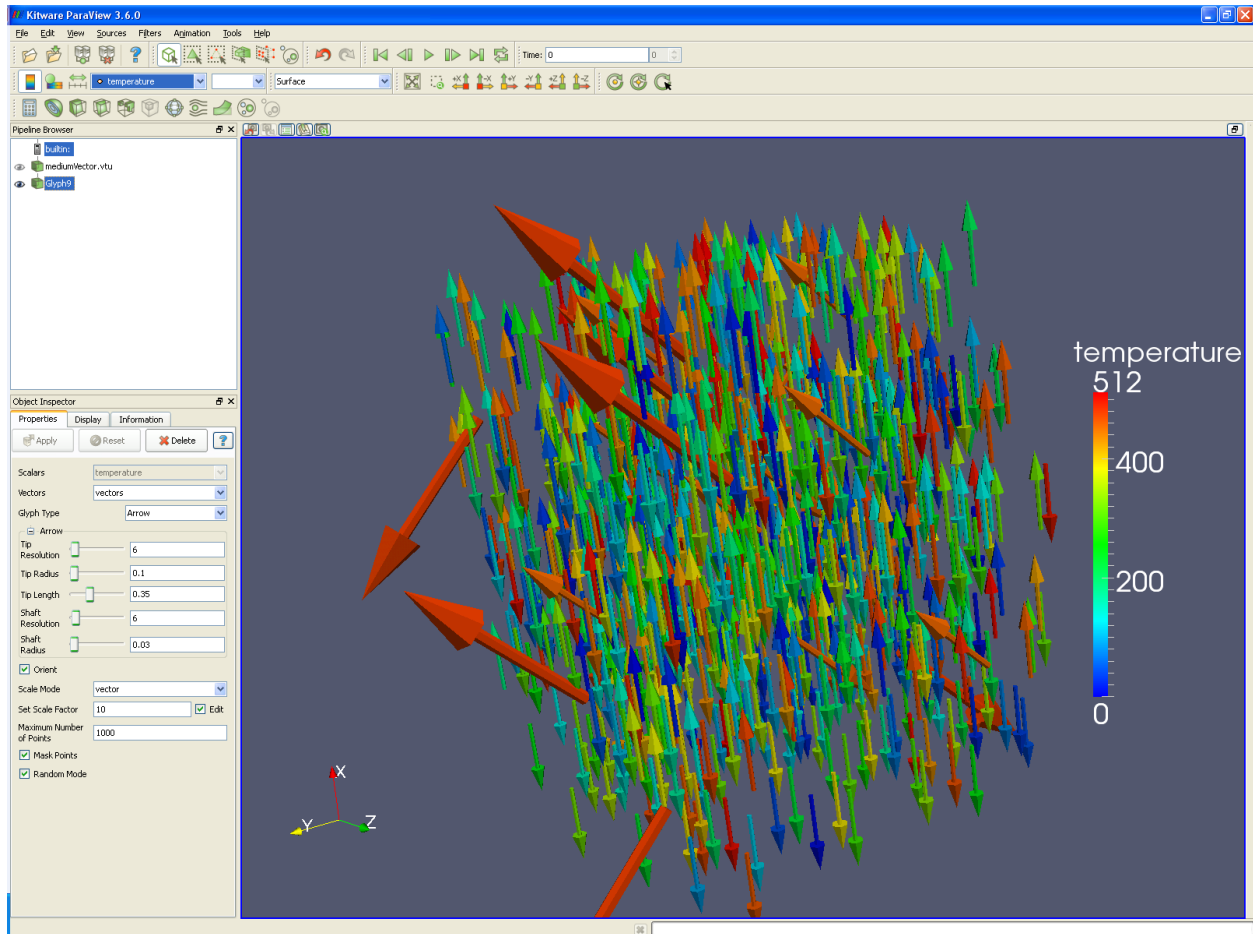 Kitware ParaView 3.6.0
File Edit View Sources Filters Animation Tools Help
Time: 0 0
temperature Surface
+X -X +Y -Y +Z -Z
Pipeline Browser
builtin:
mediumVector.vtu
Glyph9
Object Inspector
Properties Display Information
Apply Reset Delete ?
Scalars temperature
Vectors vectors
Glyph Type Arrow
Arrow
Tip
Resolution 6
Tip Radius 0.1
Tip Length 0.35
Shaft
Resolution 6
Shaft
Radius 0.03
Orient
Scale Mode vector
Set Scale Factor 10 Edit
Maximum Number
of Points 1000
Mask Points
Random Mode
X
Y
Z
temperature
512
400
200
0